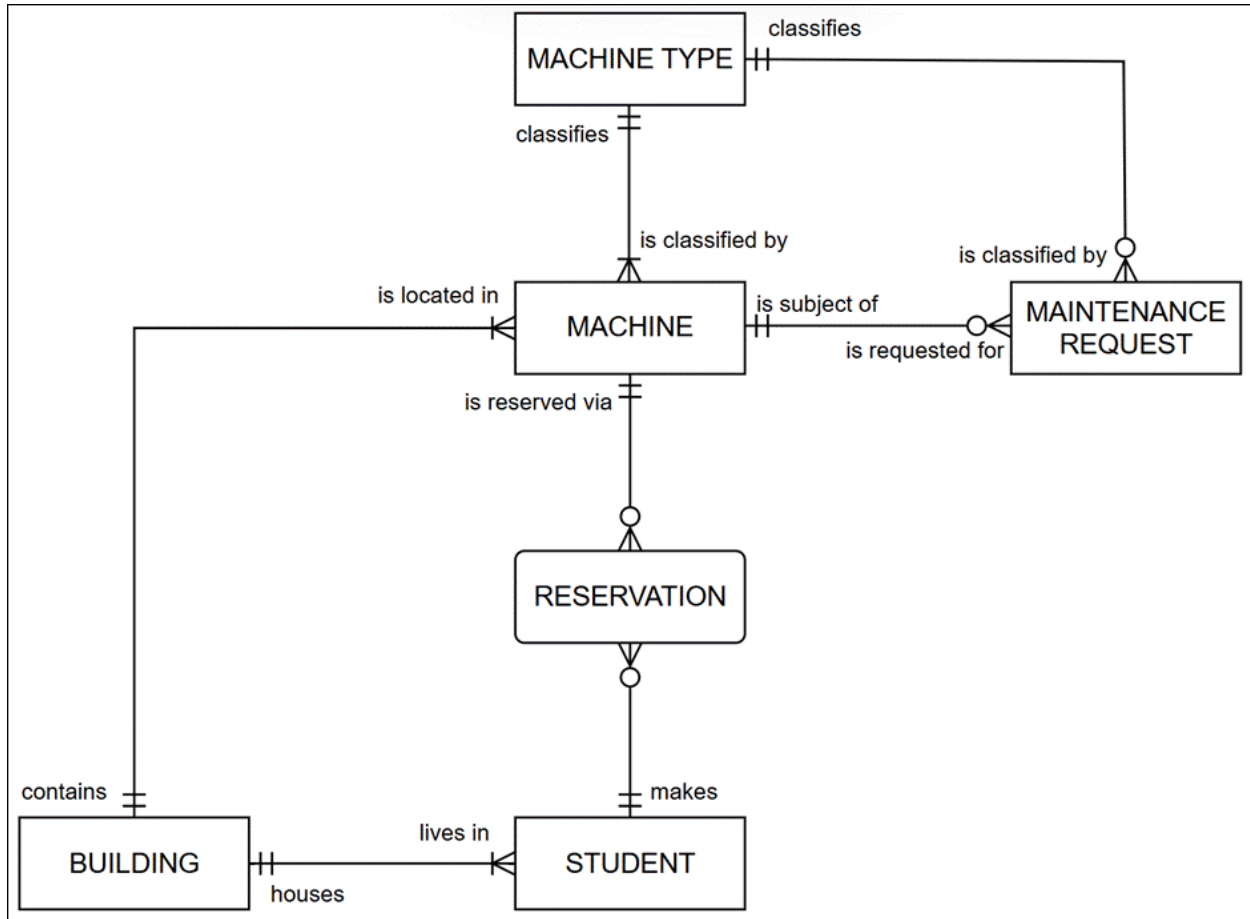 MACHINE TYPE
classifies
classifies
is classified by
is classified by
is located in
MACHINE
is subject of
is requested for
MAINTENANCE
REQUEST
is reserved via
RESERVATION
contains
makes
lives in
BUILDING
houses
STUDENT